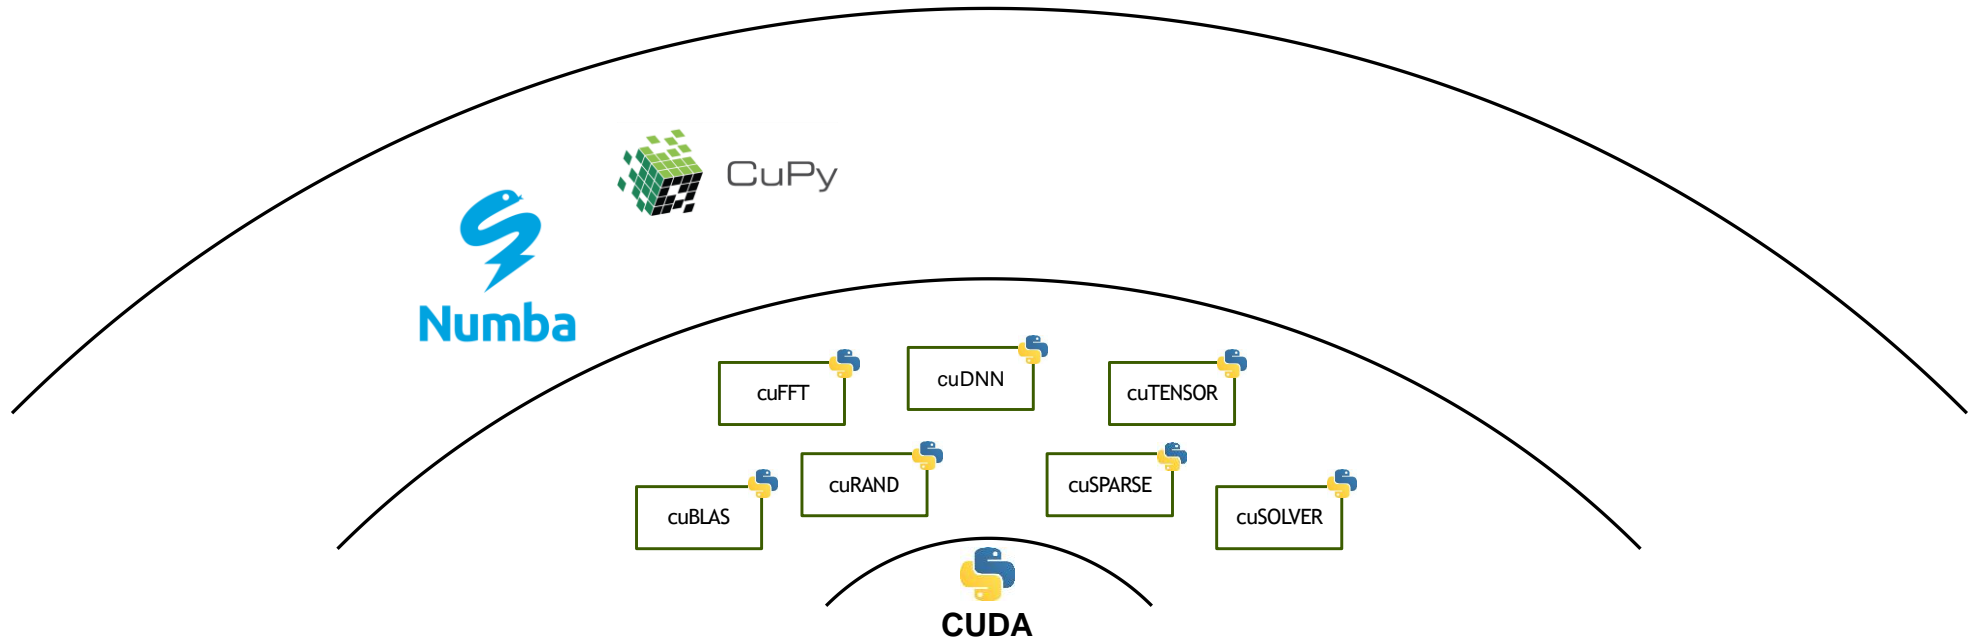 CuPy
Numba
cuFFT
cuDNN
cuTENSOR
cuRAND
cuSPARSE
cuBLAS
cuSOLVER
CUDA